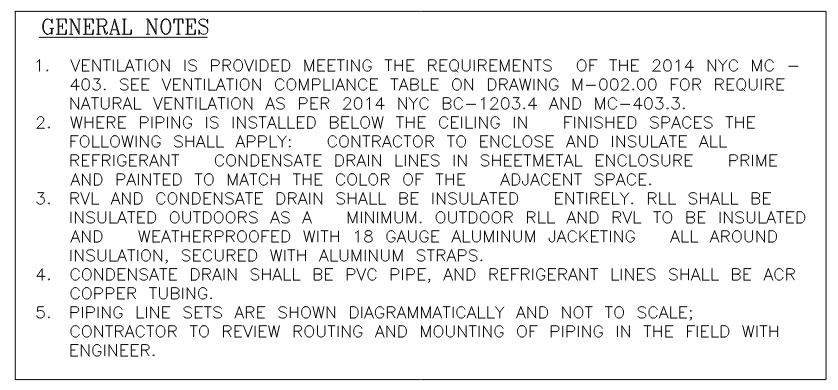 GENERAL NOTES
1. VENTILATION IS PROVIDED MEETING THE REQUIREMENTS OF THE 2014 NYC MC –
403. SEE VENTILATION COMPLIANCE TABLE ON DRAWING M–002.00 FOR REQUIRE
NATURAL VENTILATION AS PER 2014 NYC BC–1203.4 AND MC–403.3.
2. WHERE PIPING IS INSTALLED BELOW THE CEILING IN FINISHED SPACES THE
FOLLOWING SHALL APPLY: CONTRACTOR TO ENCLOSE AND INSULATE ALL
REFRIGERANT CONDENSATE DRAIN LINES IN SHEETMETAL ENCLOSURE PRIME
AND PAINTED TO MATCH THE COLOR OF THE ADJACENT SPACE.
3. RVL AND CONDENSATE DRAIN SHALL BE INSULATED ENTIRELY. RLL SHALL BE
INSULATED OUTDOORS AS A MINIMUM. OUTDOOR RLL AND RVL TO BE INSULATED
AND WEATHERPROOFED WITH 18 GAUGE ALUMINUM JACKETING ALL AROUND
INSULATION, SECURED WITH ALUMINUM STRAPS.
4. CONDENSATE DRAIN SHALL BE PVC PIPE, AND REFRIGERANT LINES SHALL BE ACR
COPPER TUBING.
5. PIPING LINE SETS ARE SHOWN DIAGRAMMATICALLY AND NOT TO SCALE;
CONTRACTOR TO REVIEW ROUTING AND MOUNTING OF PIPING IN THE FIELD WITH
ENGINEER.